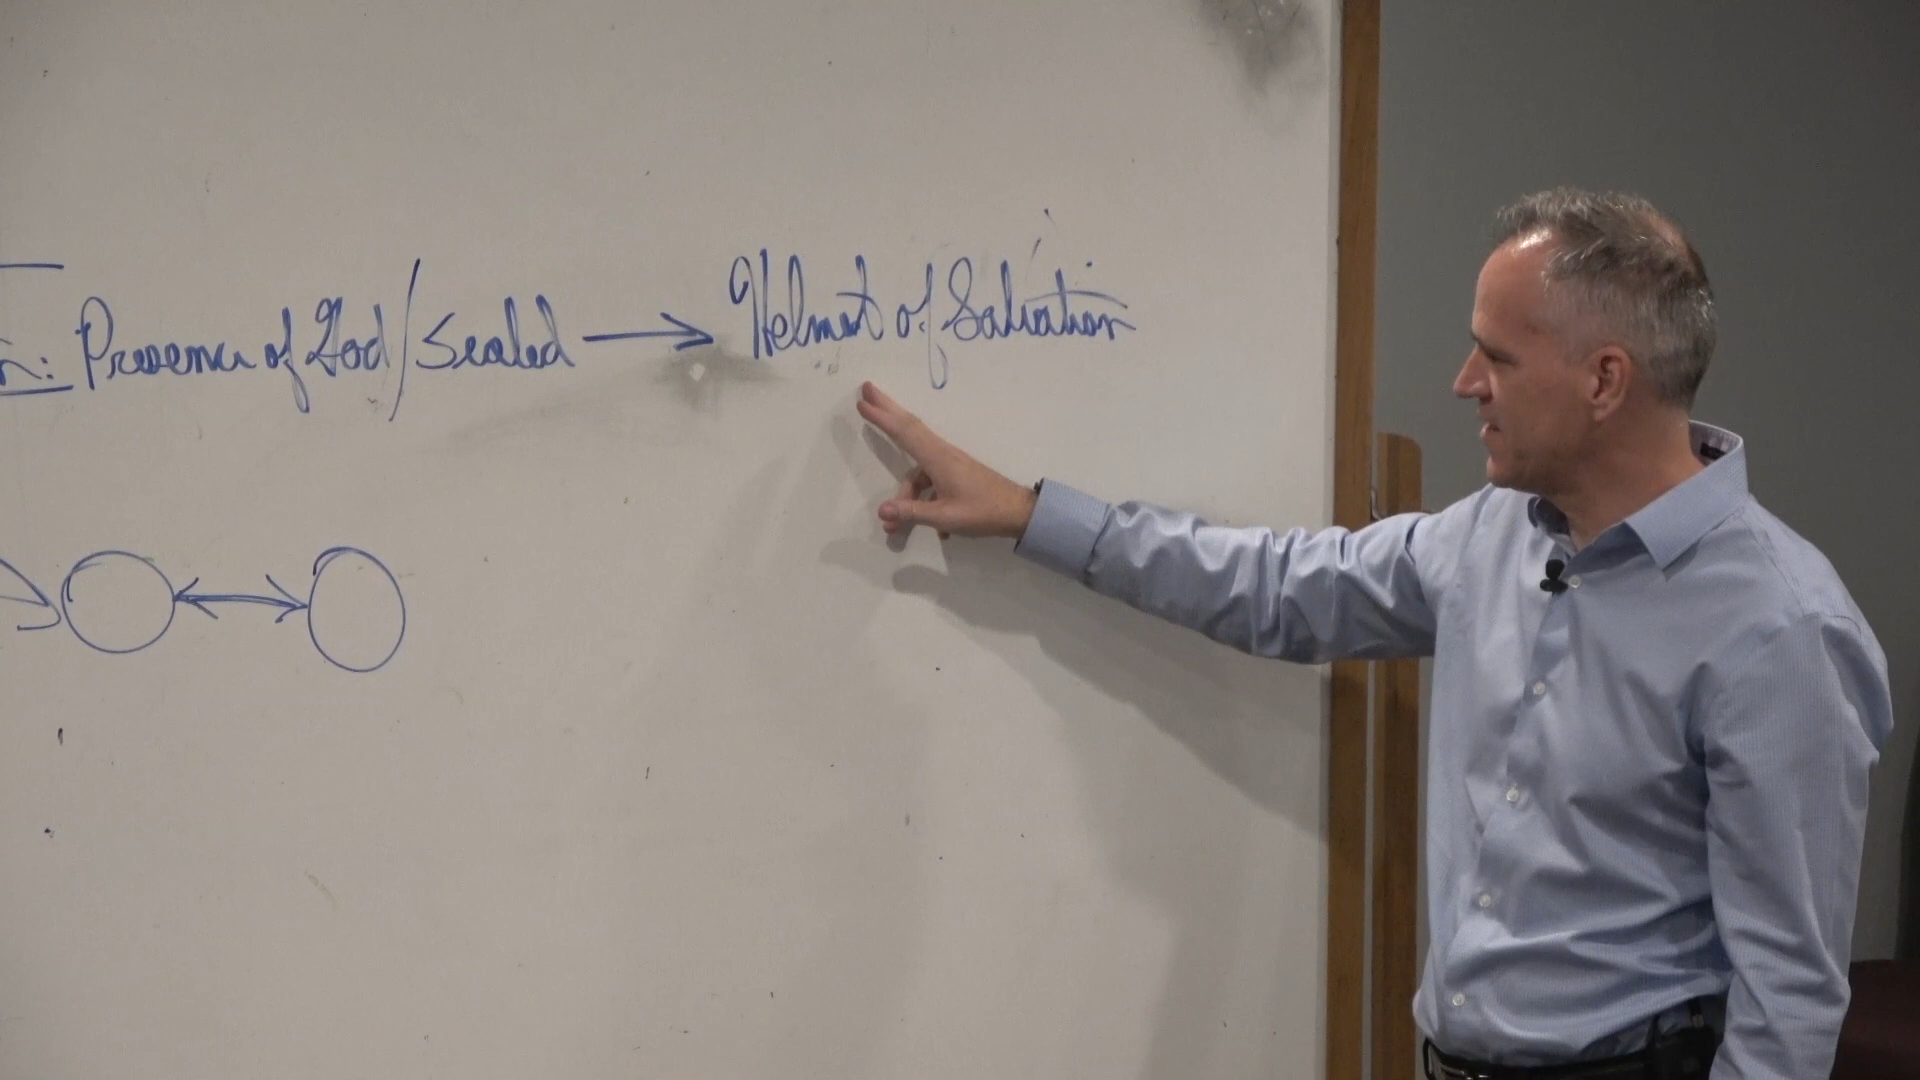 n: Presence of God/Sealed → Helmet of Salvation